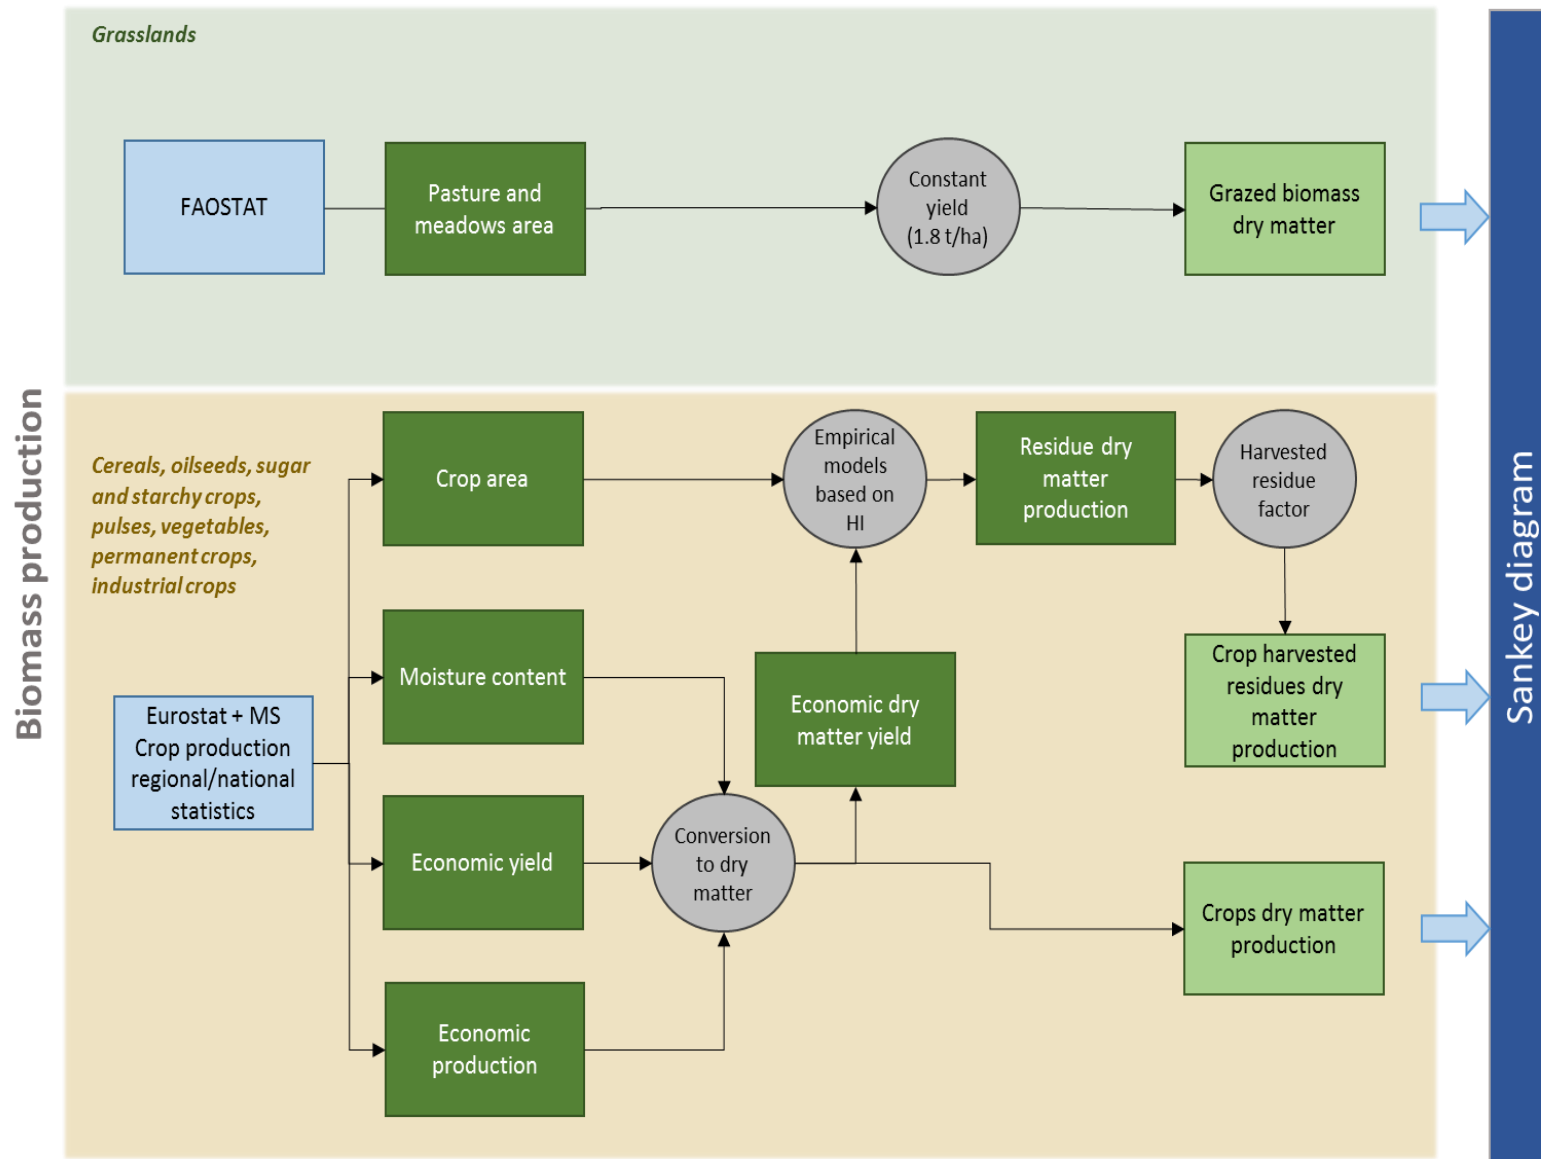 Biomass production
Grasslands
FAOSTAT
Pasture and
meadows area
Constant
yield
(1.8 t/ha)
Grazed biomass
dry matter
Cereals, oilseeds, sugar
and starchy crops,
pulses, vegetables,
permanent crops,
industrial crops
Eurostat + MS
Crop production
regional/national
statistics
Crop area
Moisture content
Economic yield
Economic
production
Conversion
to dry
matter
Economic dry
matter yield
Empirical
models
based on
HI
Residue dry
matter
production
Harvested
residue
factor
Crop harvested
residues dry
matter
production
Crops dry matter
production
Sankey diagram